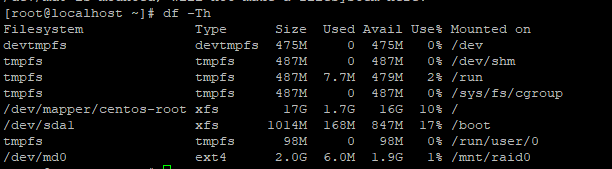 [root@localhost ~]# df -Th
Filesystem Type Size Used Avail Use% Mounted on
devtmpfs devtmpfs 475M 0 475M 0% /dev
tmpfs tmpfs 487M 0 487M 0% /dev/shm
tmpfs tmpfs 487M 7.7M 479M 2% /run
tmpfs tmpfs 487M 0 487M 0% /sys/fs/cgroup
/dev/mapper/centos-root xfs 17G 1.7G 16G 10% /
/dev/sda1 xfs 1014M 168M 847M 17% /boot
tmpfs tmpfs 98M 0 98M 0% /run/user/0
/dev/md0 ext4 2.0G 6.0M 1.9G 1% /mnt/raid0